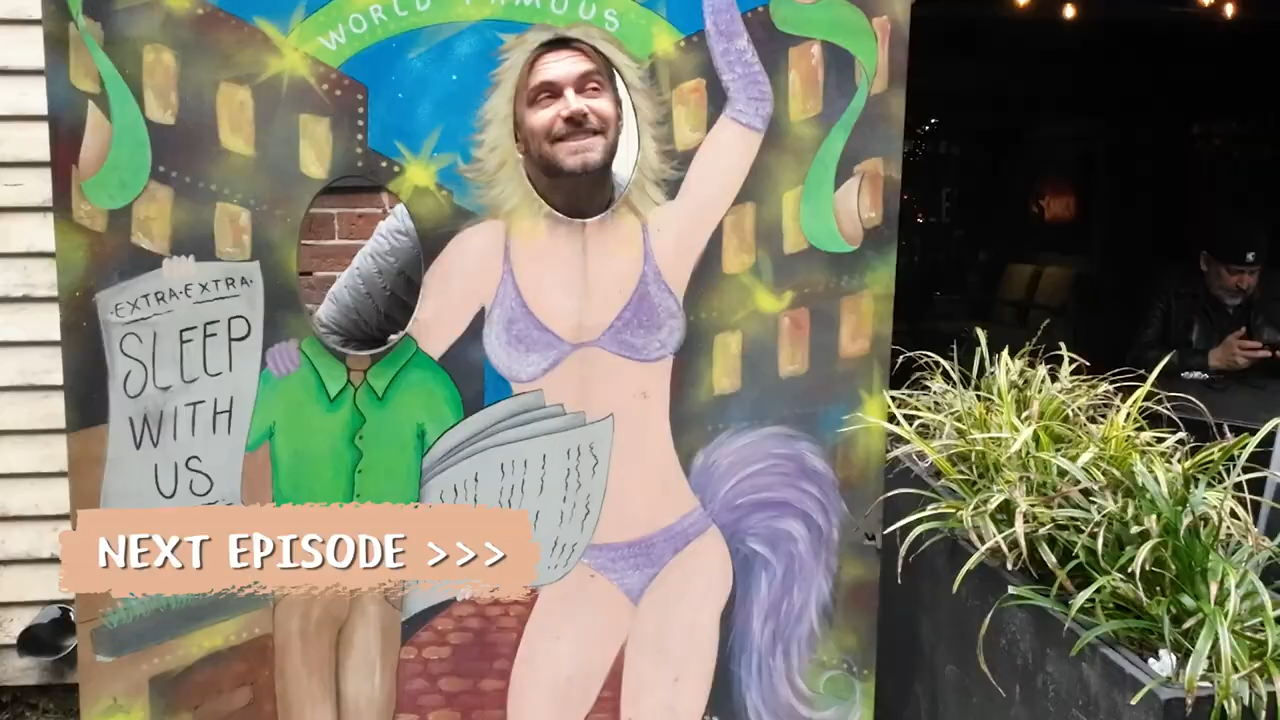 WORLD FAMOUS
·EXTRA·EXTRA·
SLEEP
WITH
US
NEXT EPISODE >>>